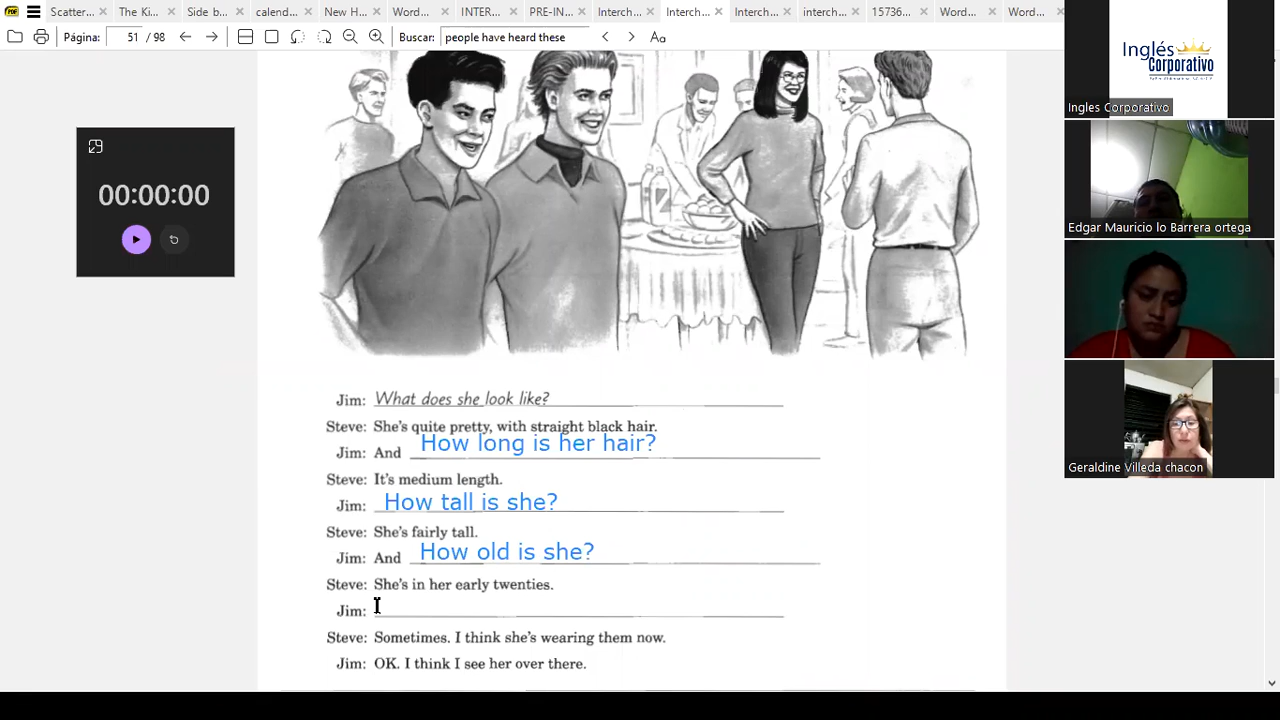 Scatter...
The Ki...
Side b...
calend...
New H...
Word...
INTER...
PRE-IN...
Interch...
Interch...
Interch...
interch...
15736...
Word...
Word...
Página: 51 / 98
Buscar: people have heard these
Aa
00:00:00
Jim: What does she look like?
Steve: She's quite pretty, with straight black hair.
Jim: And How long is her hair?
Steve: It's medium length.
Jim: How tall is she?
Steve: She's fairly tall.
Jim: And How old is she?
Steve: She's in her early twenties.
Jim:
Steve: Sometimes. I think she's wearing them now.
Jim: OK. I think I see her over there.
Inglés
Corporativo
Ingles Corporativo
Edgar Mauricio lo Barrera ortega
Geraldine Villeda chacon